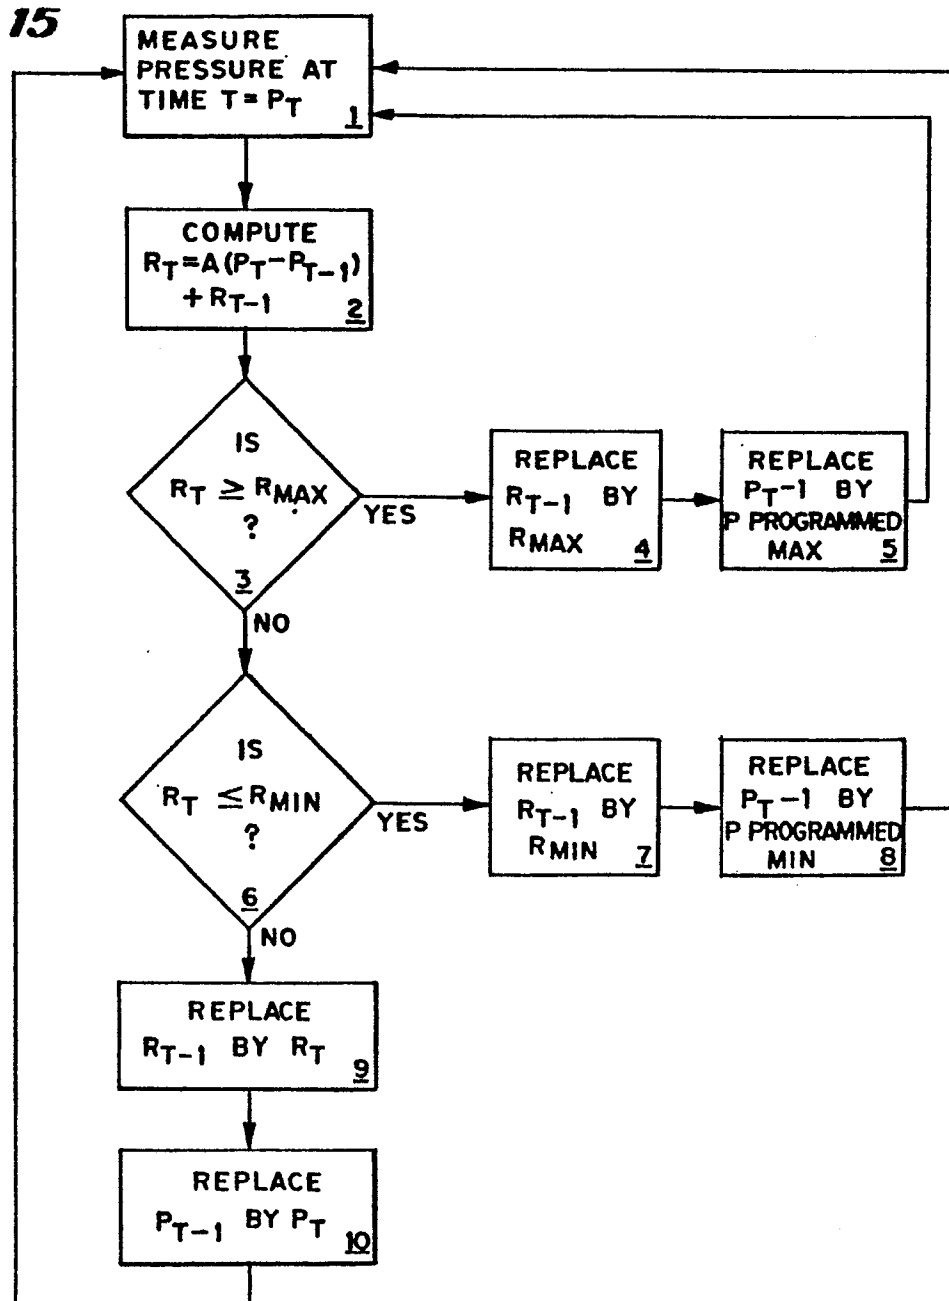 15
MEASURE
PRESSURE AT
TIME T = P_T
1
COMPUTE
R_T = A(P_T - P_T-1)
+ R_T-1
2
IS
R_T ≥ R_MAX
?
3
YES
NO
REPLACE
R_T-1 BY
R_MAX
4
REPLACE
P_T-1 BY
P PROGRAMMED
MAX
5
IS
R_T ≤ R_MIN
?
6
YES
NO
REPLACE
R_T-1 BY
R_MIN
7
REPLACE
P_T-1 BY
P PROGRAMMED
MIN
8
REPLACE
R_T-1 BY R_T
9
REPLACE
P_T-1 BY P_T
10